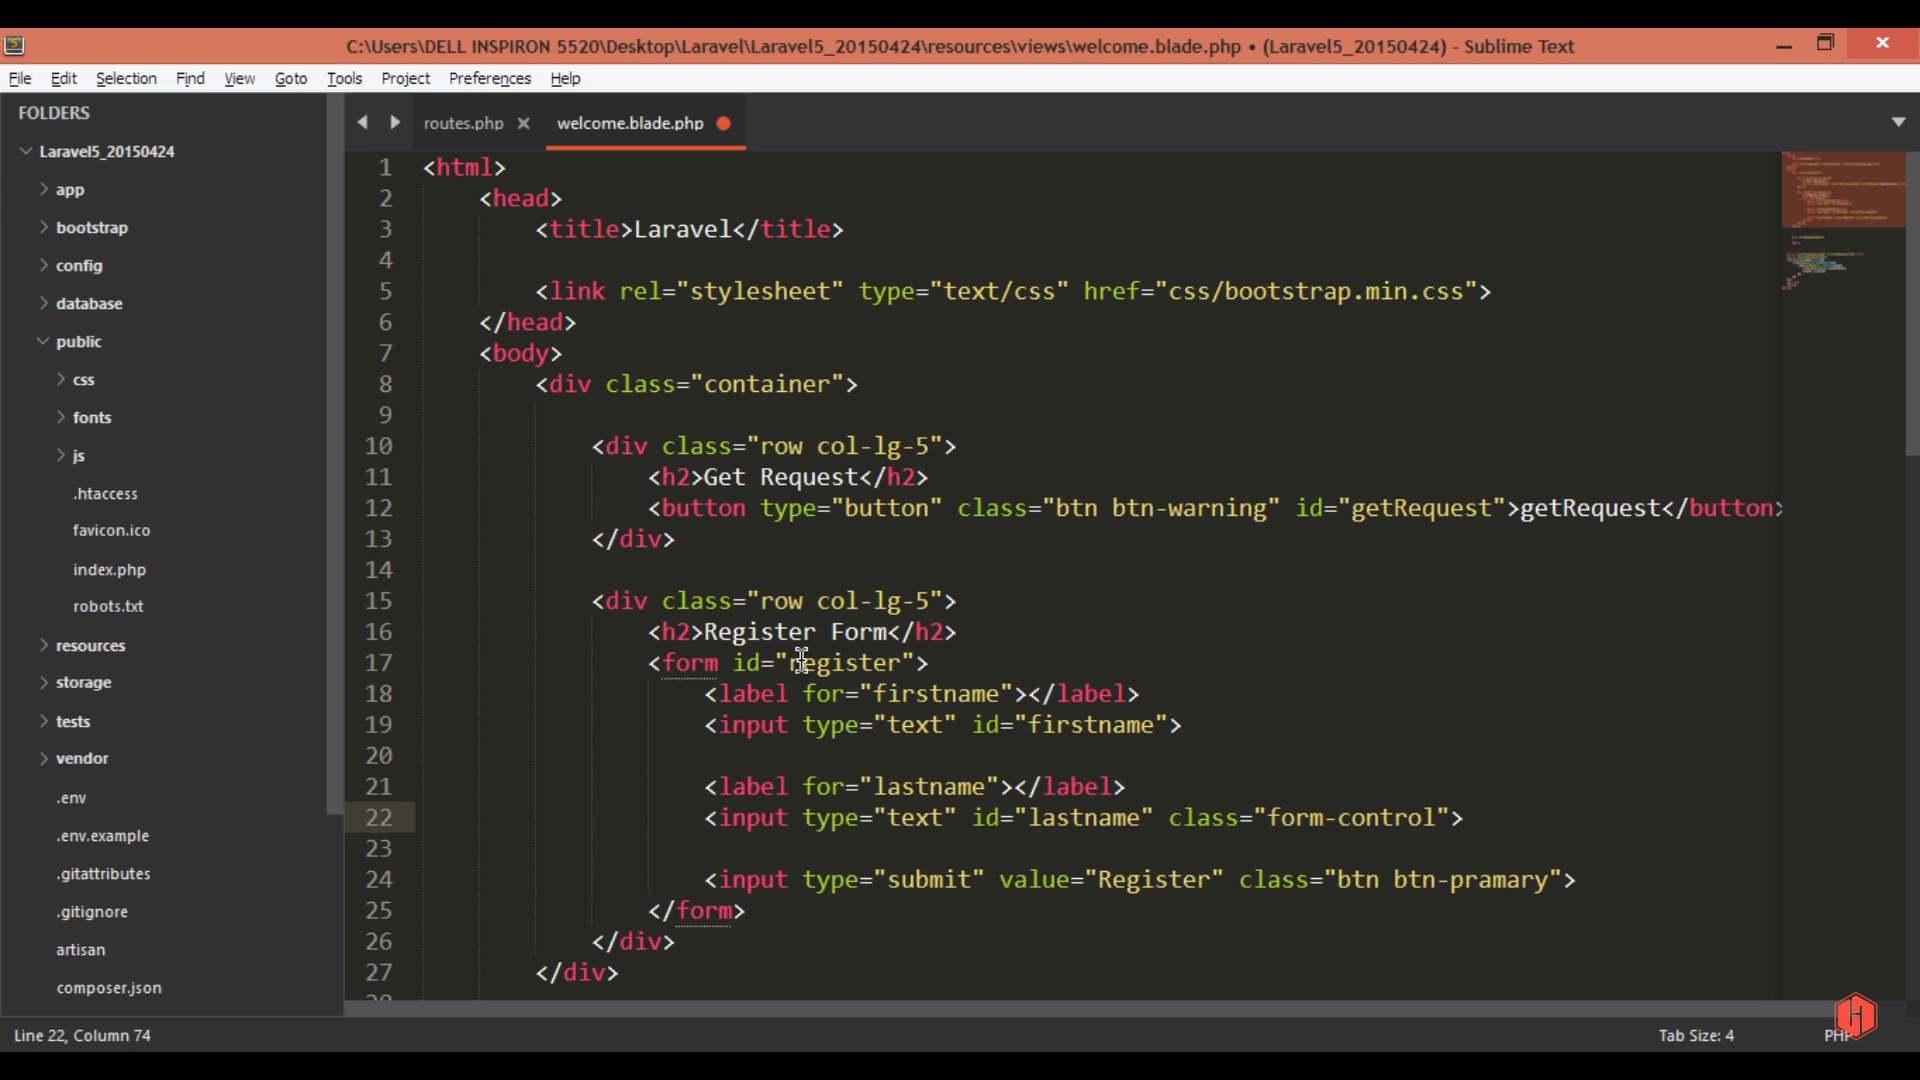 C:\Users\DELL INSPIRON 5520\Desktop\Laravel\Laravel5_20150424\resources\views\welcome.blade.php • (Laravel5_20150424) - Sublime Text
File Edit Selection Find View Goto Tools Project Preferences Help
FOLDERS
Laravel5_20150424
app
bootstrap
config
database
public
css
fonts
js
.htaccess
favicon.ico
index.php
robots.txt
resources
storage
tests
vendor
.env
.env.example
.gitattributes
.gitignore
artisan
composer.json
routes.php welcome.blade.php
1 <html>
2 <head>
3 <title>Laravel</title>
4
5 <link rel="stylesheet" type="text/css" href="css/bootstrap.min.css">
6 </head>
7 <body>
8 <div class="container">
9
10 <div class="row col-lg-5">
11 <h2>Get Request</h2>
12 <button type="button" class="btn btn-warning" id="getRequest">getRequest</button>
13 </div>
14
15 <div class="row col-lg-5">
16 <h2>Register Form</h2>
17 <form id="register">
18 <label for="firstname"></label>
19 <input type="text" id="firstname">
20
21 <label for="lastname"></label>
22 <input type="text" id="lastname" class="form-control">
23
24 <input type="submit" value="Register" class="btn btn-pramary">
25 </form>
26 </div>
27 </div>
Line 22, Column 74
Tab Size: 4
PHP